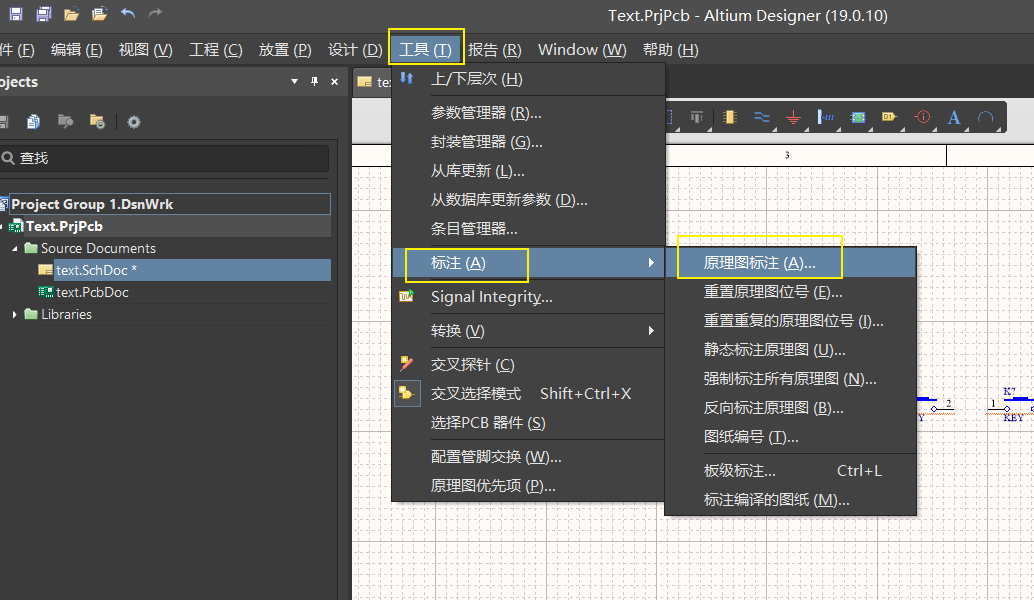 Text.PrjPcb - Altium Designer (19.0.10)
件 (F) 编辑 (E) 视图 (V) 工程 (C) 放置 (P) 设计 (D) 工具 (T) 报告 (R) Window (W) 帮助 (H)
ojects
tex
查找
Project Group 1.DsnWrk
Text.PrjPcb
Source Documents
text.SchDoc *
text.PcbDoc
Libraries
上/下层次 (H)
参数管理器 (R)...
封装管理器 (G)...
从库更新 (L)...
从数据库更新参数 (D)...
条目管理器...
标注 (A)
Signal Integrity...
转换 (V)
交叉探针 (C)
交叉选择模式 Shift+Ctrl+X
选择PCB 器件 (S)
配置管脚交换 (W)...
原理图优先项 (P)...
原理图标注 (A)...
重置原理图位号 (E)...
重置重复的原理图位号 (I)...
静态标注原理图 (U)...
强制标注所有原理图 (N)...
反向标注原理图 (B)...
图纸编号 (T)...
板级标注... Ctrl+L
标注编译的图纸 (M)...
D1
A
3
2
Y
K?
1
KEY